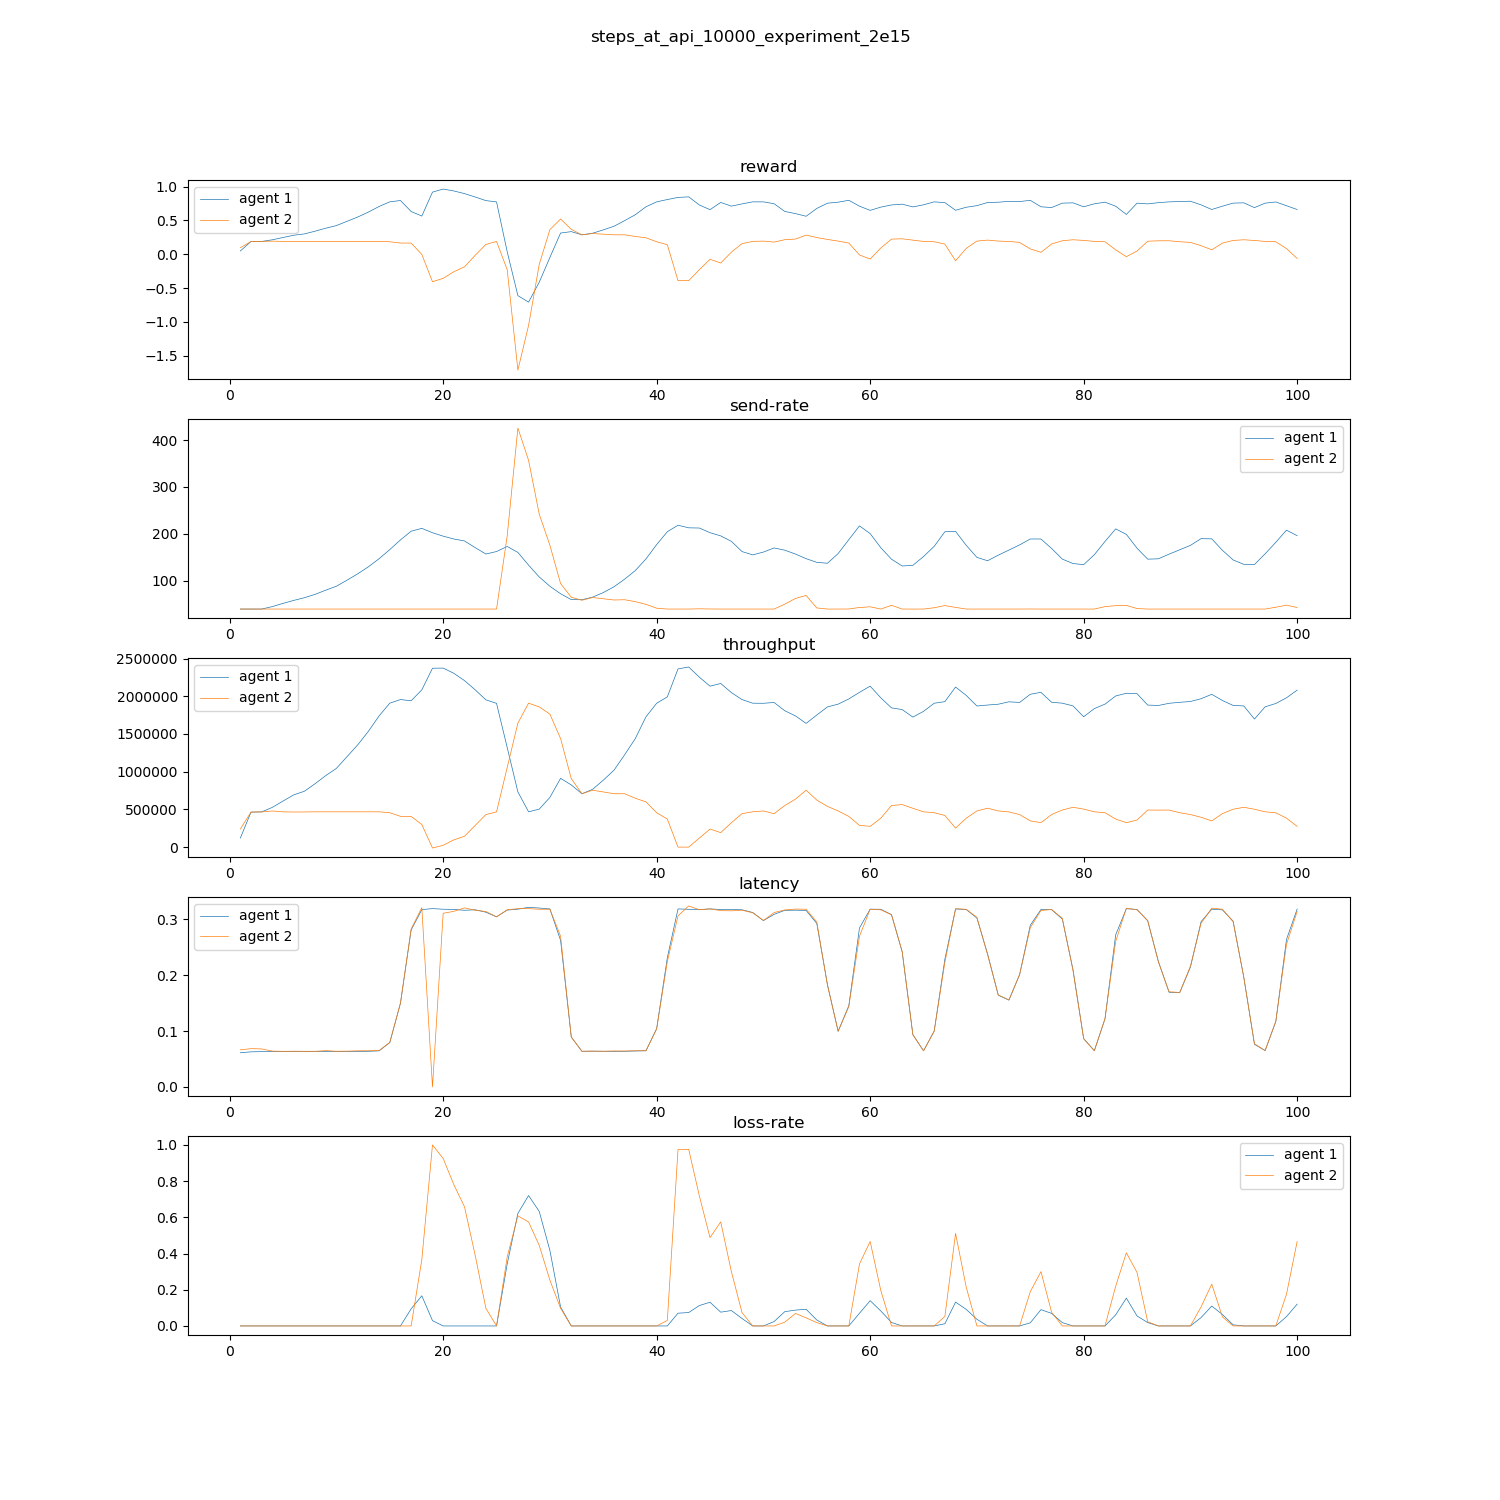 steps_at_api_10000_experiment_2e15
reward
1.0
0.5
0.0
−0.5
−1.0
−1.5
agent 1
agent 2
0 20 40 60 80 100
send-rate
400
300
200
100
agent 1
agent 2
0 20 40 60 80 100
throughput
2500000
2000000
1500000
1000000
500000
0
agent 1
agent 2
0 20 40 60 80 100
latency
0.3
0.2
0.1
0.0
agent 1
agent 2
0 20 40 60 80 100
loss-rate
1.0
0.8
0.6
0.4
0.2
0.0
agent 1
agent 2
0 20 40 60 80 100